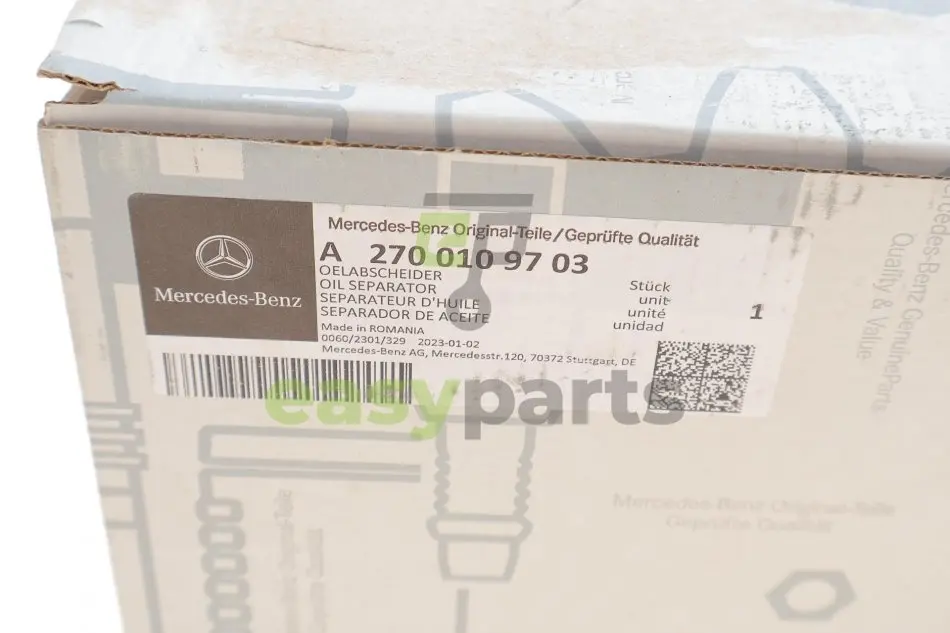 Mercedes-Benz
Mercedes-Benz Original-Teile/Geprüfte Qualität
A 270 010 97 03
OELABSCHEIDER
OIL SEPARATOR
SEPARATEUR D'HUILE
SEPARADOR DE ACEITE
Stück
unit
unité
unidad
1
Made in ROMANIA
0060/2301/329 2023-01-02
Mercedes-Benz AG, Mercedesstr.120, 70372 Stuttgart, DE
easyparts
Mercedes-Benz Original-Teile
Geprüfte Qualität
Mercedes-Benz GenuineParts
Quality & Value